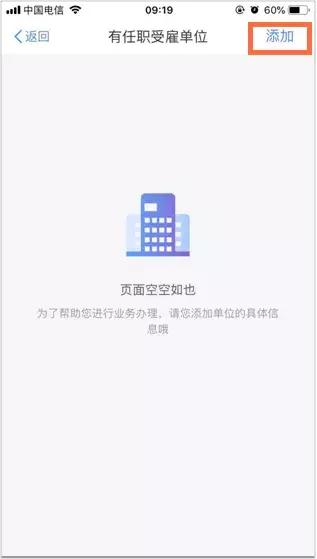 中国电信 09:19 60%
返回 有任职受雇单位 添加
页面空空如也
为了帮助您进行业务办理，请您添加单位的具体信
息哦